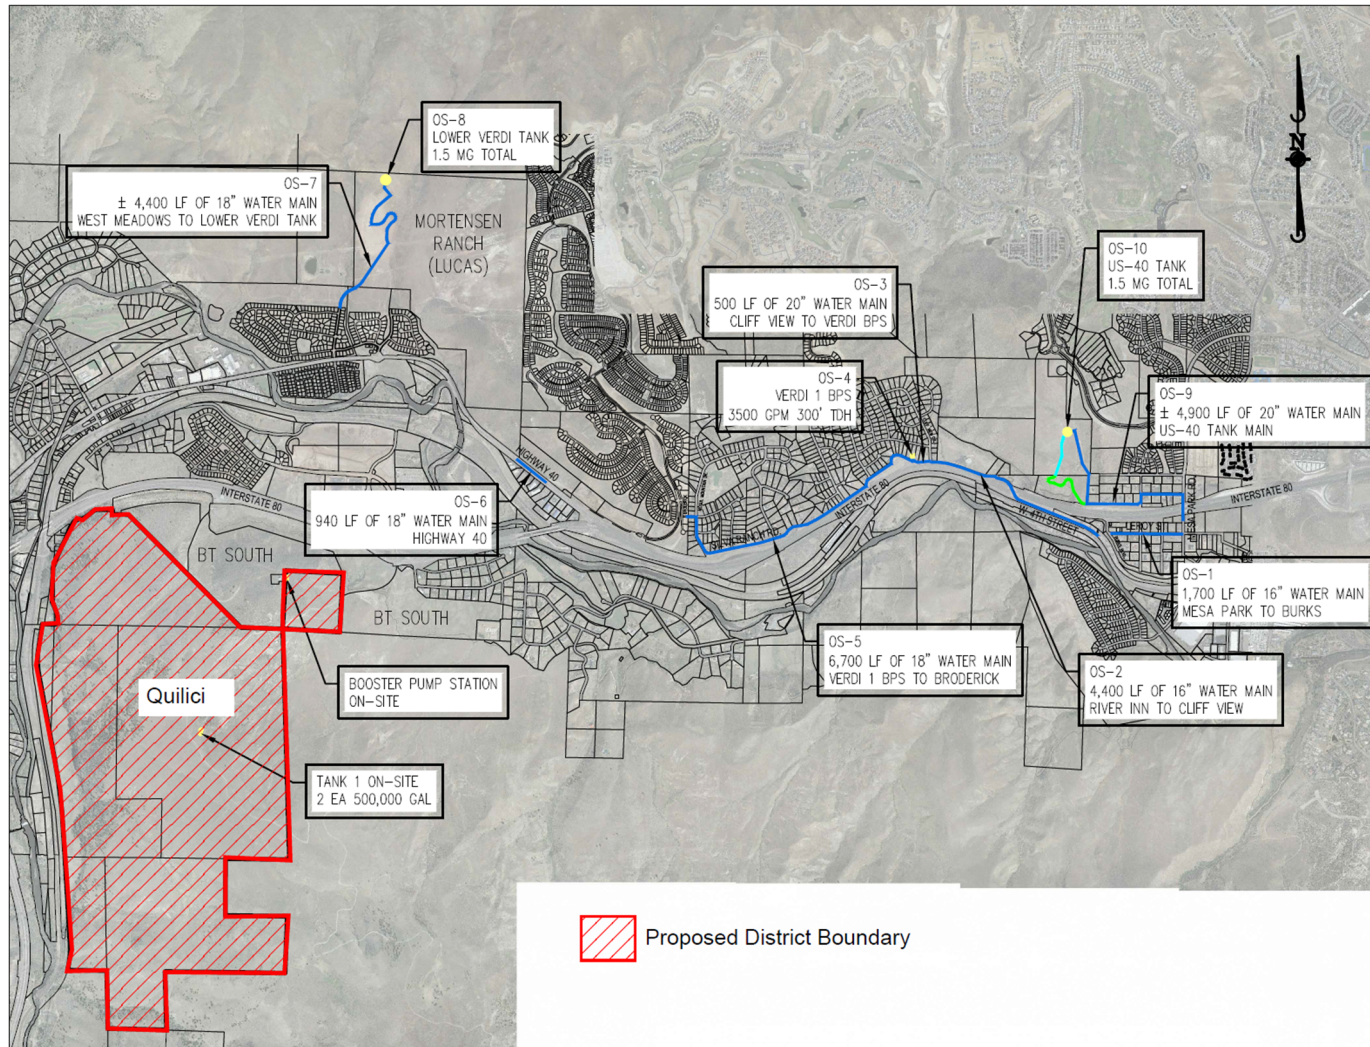 OS-8
LOWER VERDI TANK
1.5 MG TOTAL
OS-7
± 4,400 LF OF 18" WATER MAIN
WEST MEADOWS TO LOWER VERDI TANK
MORTENSEN
RANCH
(LUCAS)
N
OS-10
US-40 TANK
1.5 MG TOTAL
OS-3
500 LF OF 20" WATER MAIN
CLIFF VIEW TO VERDI BPS
OS-4
VERDI 1 BPS
3500 GPM 300' TDH
OS-9
± 4,900 LF OF 20" WATER MAIN
US-40 TANK MAIN
HIGHWAY 40
INTERSTATE 80
INTERSTATE 80
INTERSTATE 80
MESA PARK RD
W. 4TH STREET
LEROY ST
OS-6
940 LF OF 18" WATER MAIN
HIGHWAY 40
BT SOUTH
BT SOUTH
OS-1
1,700 LF OF 16" WATER MAIN
MESA PARK TO BURKS
OS-5
6,700 LF OF 18" WATER MAIN
VERDI 1 BPS TO BRODERICK
OS-2
4,400 LF OF 16" WATER MAIN
RIVER INN TO CLIFF VIEW
BOOSTER PUMP STATION
ON-SITE
Quilici
TANK 1 ON-SITE
2 EA 500,000 GAL
Proposed District Boundary